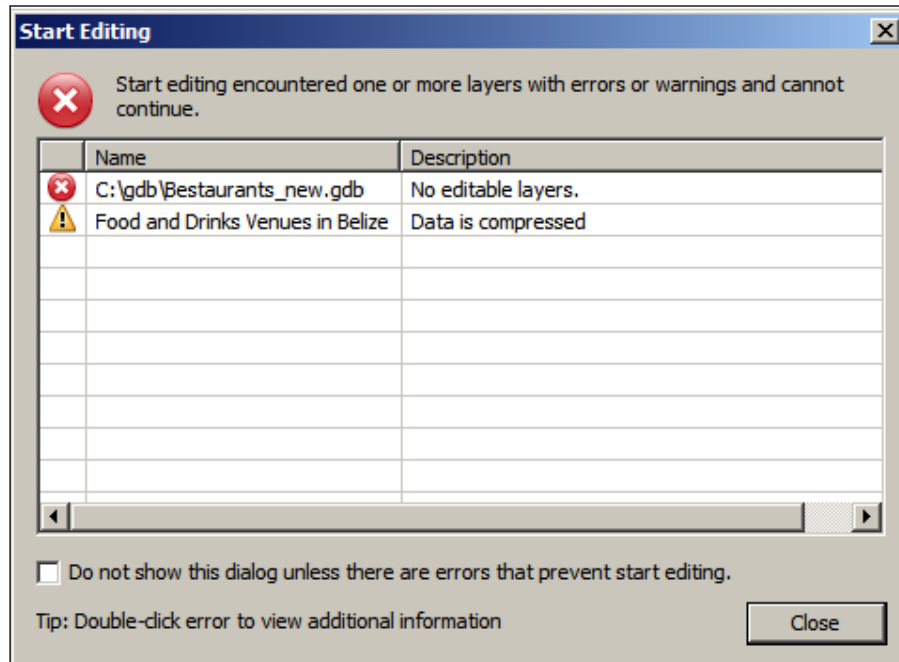 Start Editing
Start editing encountered one or more layers with errors or warnings and cannot
continue.
Name Description
C:\gdb\Bestaurants_new.gdb No editable layers.
Food and Drinks Venues in Belize Data is compressed
Do not show this dialog unless there are errors that prevent start editing.
Tip: Double-click error to view additional information
Close